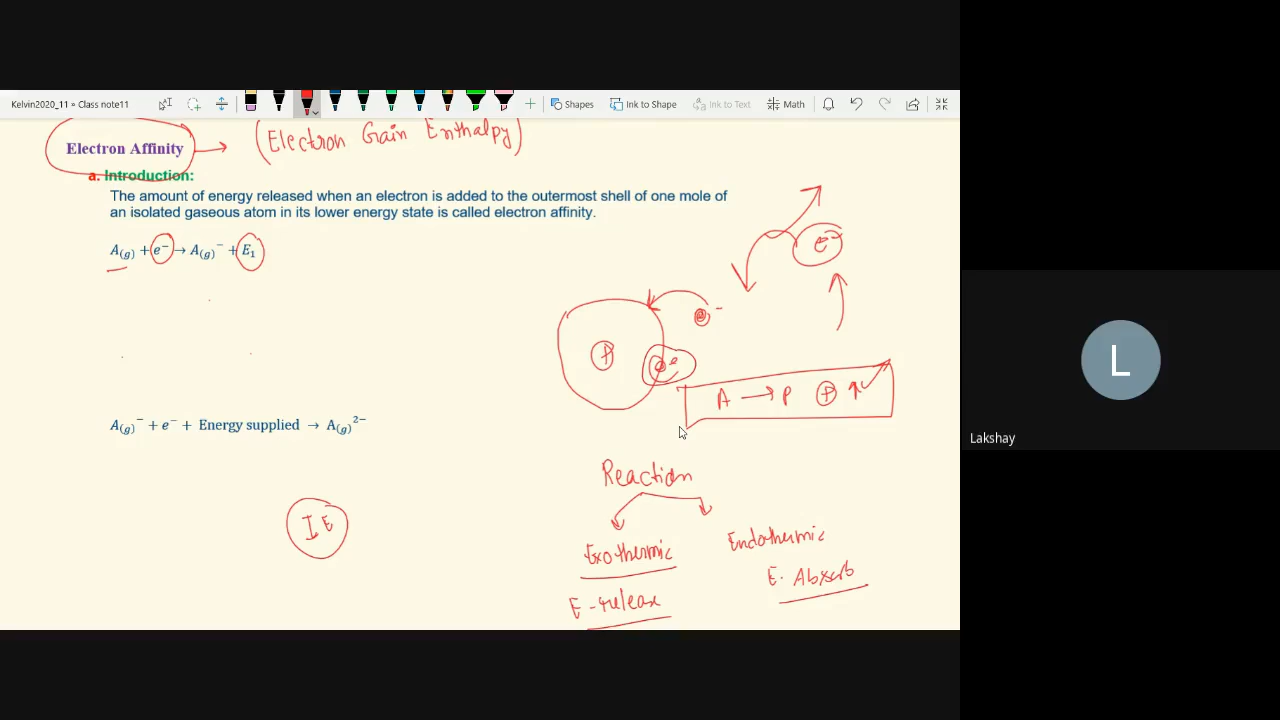 Kelvin2020_11 » Class note11
Shapes
Ink to Shape
Ink to Text
Math
Electron Affinity → (Electron Gain Enthalpy)
a. Introduction:
The amount of energy released when an electron is added to the outermost shell of one mole of
an isolated gaseous atom in its lower energy state is called electron affinity.
A(g) + e⁻ → A(g)⁻ + E₁
e⁻
+
e
A → P ⊕
A(g)⁻ + e⁻ + Energy supplied → A(g)²⁻
Lakshay
L
Reaction
I E
Exothermic
Endothermic
E - release
E. Absorb